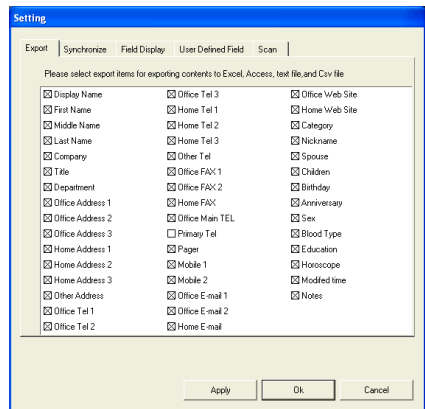 Setting
Export Synchronize Field Display User Defined Field Scan
Please select export items for exporting contents to Excel, Access, text file,and Csv file
Display Name
First Name
Middle Name
Last Name
Company
Title
Department
Office Address 1
Office Address 2
Office Address 3
Home Address 1
Home Address 2
Home Address 3
Other Address
Office Tel 1
Office Tel 2
Office Tel 3
Home Tel 1
Home Tel 2
Home Tel 3
Other Tel
Office FAX 1
Office FAX 2
Home FAX
Office Main TEL
Primary Tel
Pager
Mobile 1
Mobile 2
Office E-mail 1
Office E-mail 2
Home E-mail
Office Web Site
Home Web Site
Category
Nickname
Spouse
Children
Birthday
Anniversary
Sex
Blood Type
Education
Horoscope
Modifed time
Notes
Apply Ok Cancel